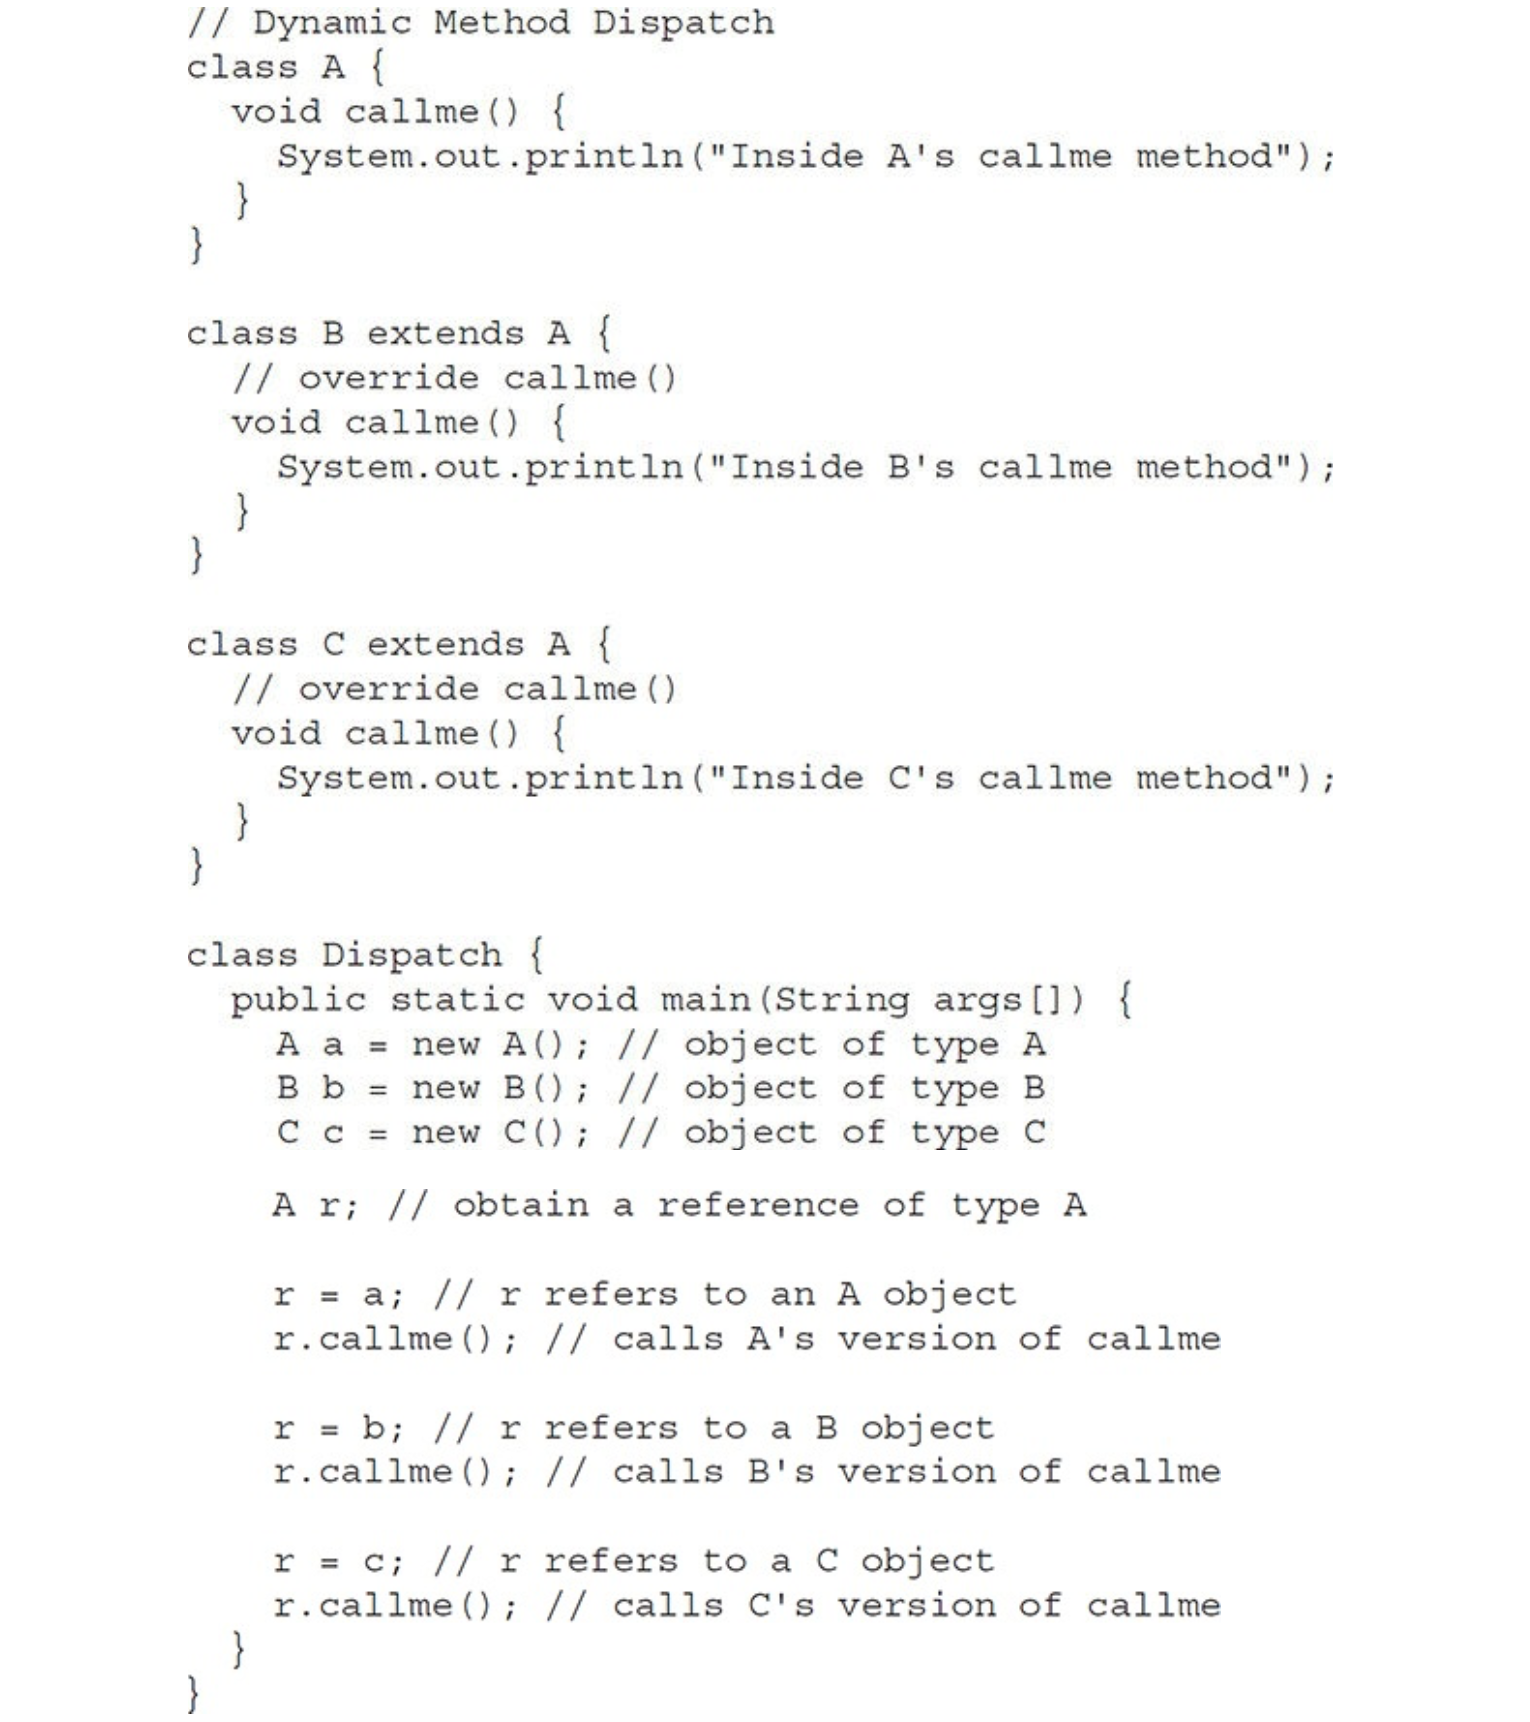 // Dynamic Method Dispatch
class A {
  void callme() {
    System.out.println("Inside A's callme method");
  }
}

class B extends A {
  // override callme()
  void callme() {
    System.out.println("Inside B's callme method");
  }
}

class C extends A {
  // override callme()
  void callme() {
    System.out.println("Inside C's callme method");
  }
}

class Dispatch {
  public static void main(String args[]) {
    A a = new A(); // object of type A
    B b = new B(); // object of type B
    C c = new C(); // object of type C

    A r; // obtain a reference of type A

    r = a; // r refers to an A object
    r.callme(); // calls A's version of callme

    r = b; // r refers to a B object
    r.callme(); // calls B's version of callme

    r = c; // r refers to a C object
    r.callme(); // calls C's version of callme
  }
}